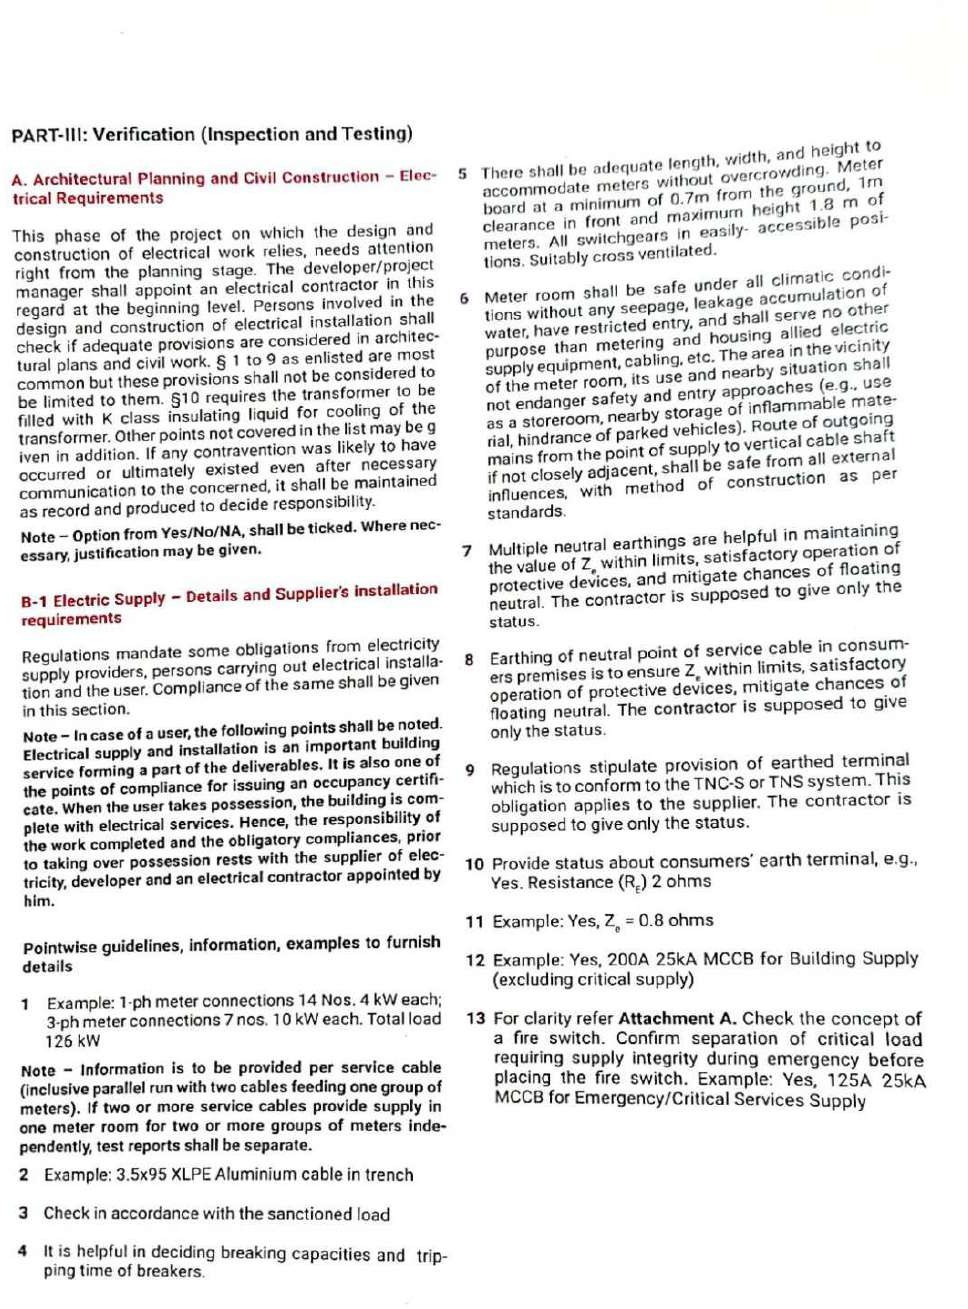 PART-III: Verification (Inspection and Testing)
A. Architectural Planning and Civil Construction – Elec-
trical Requirements
This phase of the project on which the design and
construction of electrical work relies, needs attention
right from the planning stage. The developer/project
manager shall appoint an electrical contractor in this
regard at the beginning level. Persons involved in the
design and construction of electrical installation shall
check if adequate provisions are considered in architec-
tural plans and civil work. § 1 to 9 as enlisted are most
common but these provisions shall not be considered to
be limited to them. §10 requires the transformer to be
filled with K class insulating liquid for cooling of the
transformer. Other points not covered in the list may be g
iven in addition. If any contravention was likely to have
occurred or ultimately existed even after necessary
communication to the concerned, it shall be maintained
as record and produced to decide responsibility.
Note – Option from Yes/No/NA, shall be ticked. Where nec-
essary, justification may be given.
B-1 Electric Supply – Details and Supplier's installation
requirements
Regulations mandate some obligations from electricity
supply providers, persons carrying out electrical installa-
tion and the user. Compliance of the same shall be given
in this section.
Note – In case of a user, the following points shall be noted.
Electrical supply and installation is an important building
service forming a part of the deliverables. It is also one of
the points of compliance for issuing an occupancy certifi-
cate. When the user takes possession, the building is com-
plete with electrical services. Hence, the responsibility of
the work completed and the obligatory compliances, prior
to taking over possession rests with the supplier of elec-
tricity, developer and an electrical contractor appointed by
him.
Pointwise guidelines, information, examples to furnish
details
1 Example: 1-ph meter connections 14 Nos. 4 kW each;
3-ph meter connections 7 nos. 10 kW each. Total load
126 kW
Note – Information is to be provided per service cable
(inclusive parallel run with two cables feeding one group of
meters). If two or more service cables provide supply in
one meter room for two or more groups of meters inde-
pendently, test reports shall be separate.
2 Example: 3.5x95 XLPE Aluminium cable in trench
3 Check in accordance with the sanctioned load
4 It is helpful in deciding breaking capacities and trip-
ping time of breakers.
5 There shall be adequate length, width, and height to
accommodate meters without overcrowding. Meter
board at a minimum of 0.7m from the ground, 1m
clearance in front and maximum height 1.8 m of
meters. All switchgears in easily- accessible posi-
tions. Suitably cross ventilated.
6 Meter room shall be safe under all climatic condi-
tions without any seepage, leakage accumulation of
water, have restricted entry, and shall serve no other
purpose than metering and housing allied electric
supply equipment, cabling, etc. The area in the vicinity
of the meter room, its use and nearby situation shall
not endanger safety and entry approaches (e.g., use
as a storeroom, nearby storage of inflammable mate-
rial, hindrance of parked vehicles). Route of outgoing
mains from the point of supply to vertical cable shaft
if not closely adjacent, shall be safe from all external
influences, with method of construction as per
standards.
7 Multiple neutral earthings are helpful in maintaining
the value of Zₑ within limits, satisfactory operation of
protective devices, and mitigate chances of floating
neutral. The contractor is supposed to give only the
status.
8 Earthing of neutral point of service cable in consum-
ers premises is to ensure Zₑ within limits, satisfactory
operation of protective devices, mitigate chances of
floating neutral. The contractor is supposed to give
only the status.
9 Regulations stipulate provision of earthed terminal
which is to conform to the TNC-S or TNS system. This
obligation applies to the supplier. The contractor is
supposed to give only the status.
10 Provide status about consumers' earth terminal, e.g.,
Yes. Resistance (R_E) 2 ohms
11 Example: Yes, Zₑ = 0.8 ohms
12 Example: Yes, 200A 25kA MCCB for Building Supply
(excluding critical supply)
13 For clarity refer Attachment A. Check the concept of
a fire switch. Confirm separation of critical load
requiring supply integrity during emergency before
placing the fire switch. Example: Yes, 125A 25kA
MCCB for Emergency/Critical Services Supply